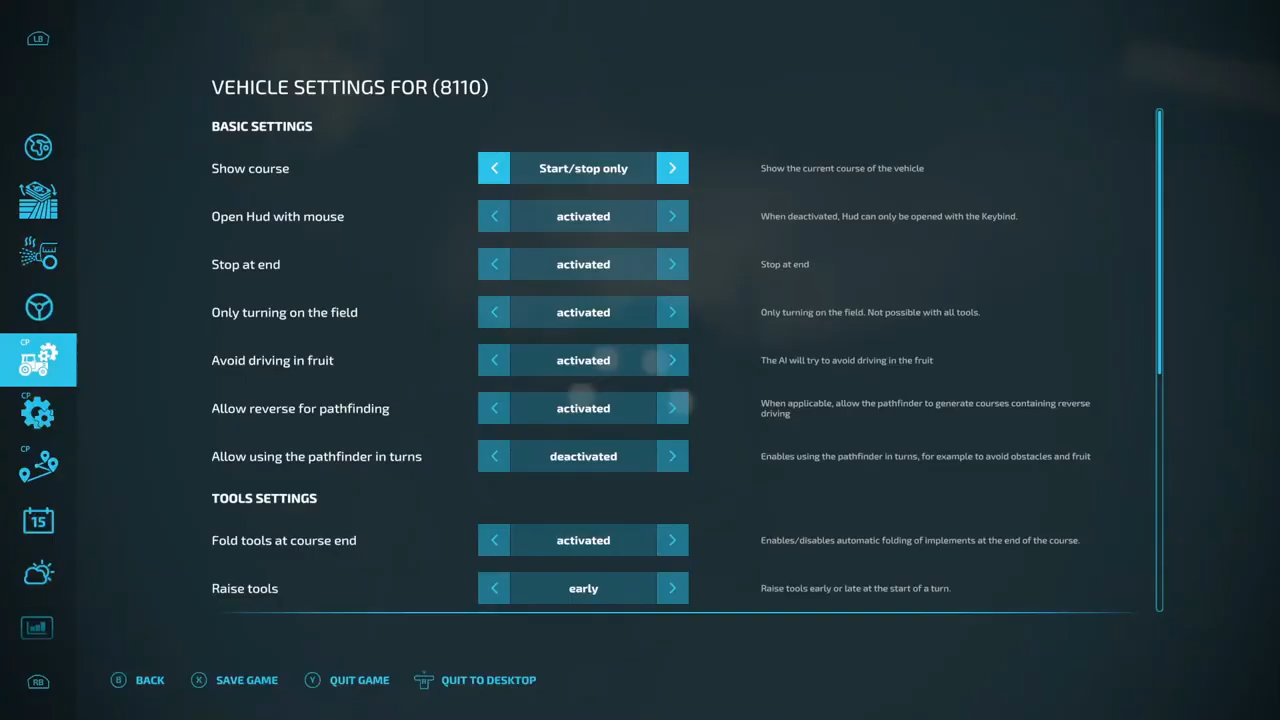 LB
VEHICLE SETTINGS FOR (8110)
BASIC SETTINGS
Show course
Start/stop only
Show the current course of the vehicle
Open Hud with mouse
activated
When deactivated, Hud can only be opened with the Keybind.
Stop at end
activated
Stop at end
Only turning on the field
activated
Only turning on the field. Not possible with all tools.
Avoid driving in fruit
activated
The AI will try to avoid driving in the fruit
Allow reverse for pathfinding
activated
When applicable, allow the pathfinder to generate courses containing reverse
driving
Allow using the pathfinder in turns
deactivated
Enables using the pathfinder in turns, for example to avoid obstacles and fruit
TOOLS SETTINGS
Fold tools at course end
activated
Enables/disables automatic folding of implements at the end of the course.
Raise tools
early
Raise tools early or late at the start of a turn.
CP
CP
CP
15
RB
B BACK
X SAVE GAME
Y QUIT GAME
QUIT TO DESKTOP